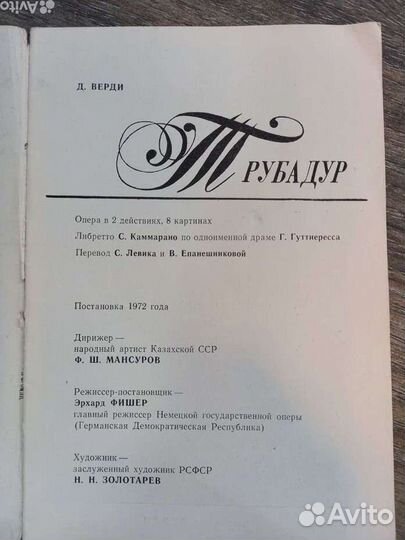 Avito
Д. ВЕРДИ
ТРУБАДУР
Опера в 2 действиях, 8 картинах
Либретто С. Каммарано по одноименной драме Г. Гуттиересса
Перевод С. Левика и В. Епанешниковой
Постановка 1972 года
Дирижер —
народный артист Казахской ССР
Ф. Ш. МАНСУРОВ
Режиссер-постановщик —
Эрхард ФИШЕР
главный режиссер Немецкой государственной оперы
(Германская Демократическая Республика)
Художник —
заслуженный художник РСФСР
Н. Н. ЗОЛОТАРЕВ
Avito